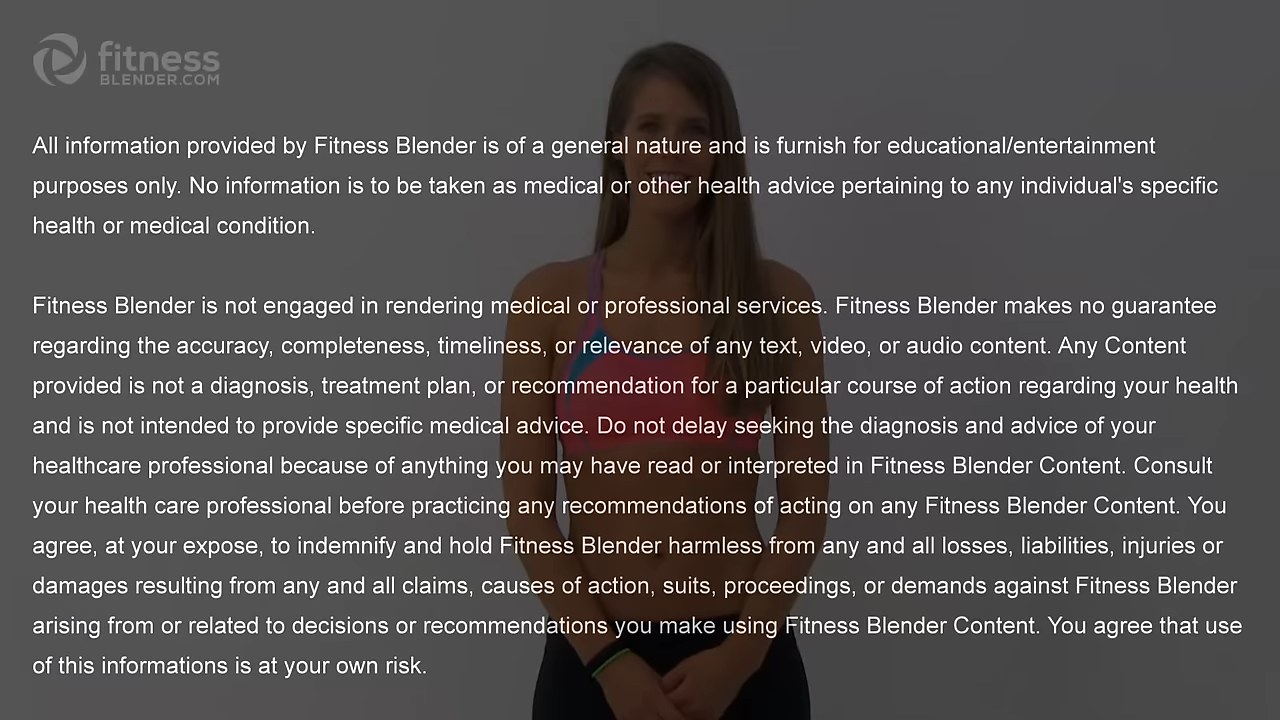 fitness
BLENDER.COM
All information provided by Fitness Blender is of a general nature and is furnish for educational/entertainment
purposes only. No information is to be taken as medical or other health advice pertaining to any individual's specific
health or medical condition.
Fitness Blender is not engaged in rendering medical or professional services. Fitness Blender makes no guarantee
regarding the accuracy, completeness, timeliness, or relevance of any text, video, or audio content. Any Content
provided is not a diagnosis, treatment plan, or recommendation for a particular course of action regarding your health
and is not intended to provide specific medical advice. Do not delay seeking the diagnosis and advice of your
healthcare professional because of anything you may have read or interpreted in Fitness Blender Content. Consult
your health care professional before practicing any recommendations of acting on any Fitness Blender Content. You
agree, at your expose, to indemnify and hold Fitness Blender harmless from any and all losses, liabilities, injuries or
damages resulting from any and all claims, causes of action, suits, proceedings, or demands against Fitness Blender
arising from or related to decisions or recommendations you make using Fitness Blender Content. You agree that use
of this informations is at your own risk.